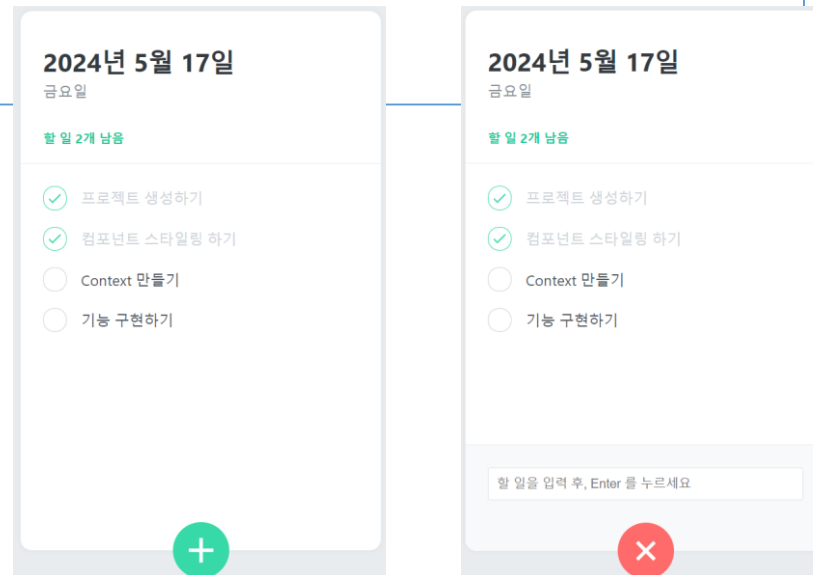 2024년 5월 17일
금요일
할 일 2개 남음
프로젝트 생성하기
컴포넌트 스타일링 하기
Context 만들기
기능 구현하기
2024년 5월 17일
금요일
할 일 2개 남음
프로젝트 생성하기
컴포넌트 스타일링 하기
Context 만들기
기능 구현하기
할 일을 입력 후, Enter 를 누르세요